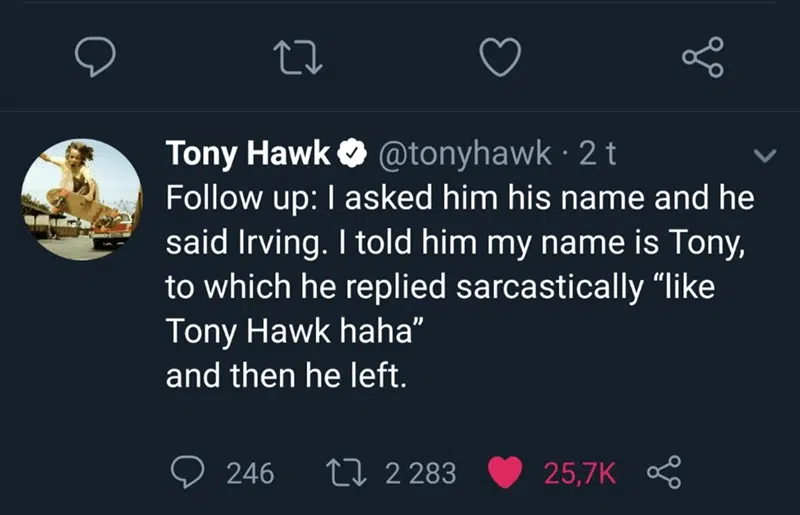 Tony Hawk @tonyhawk · 2 t
Follow up: I asked him his name and he
said Irving. I told him my name is Tony,
to which he replied sarcastically “like
Tony Hawk haha”
and then he left.
246 2 283 25,7K